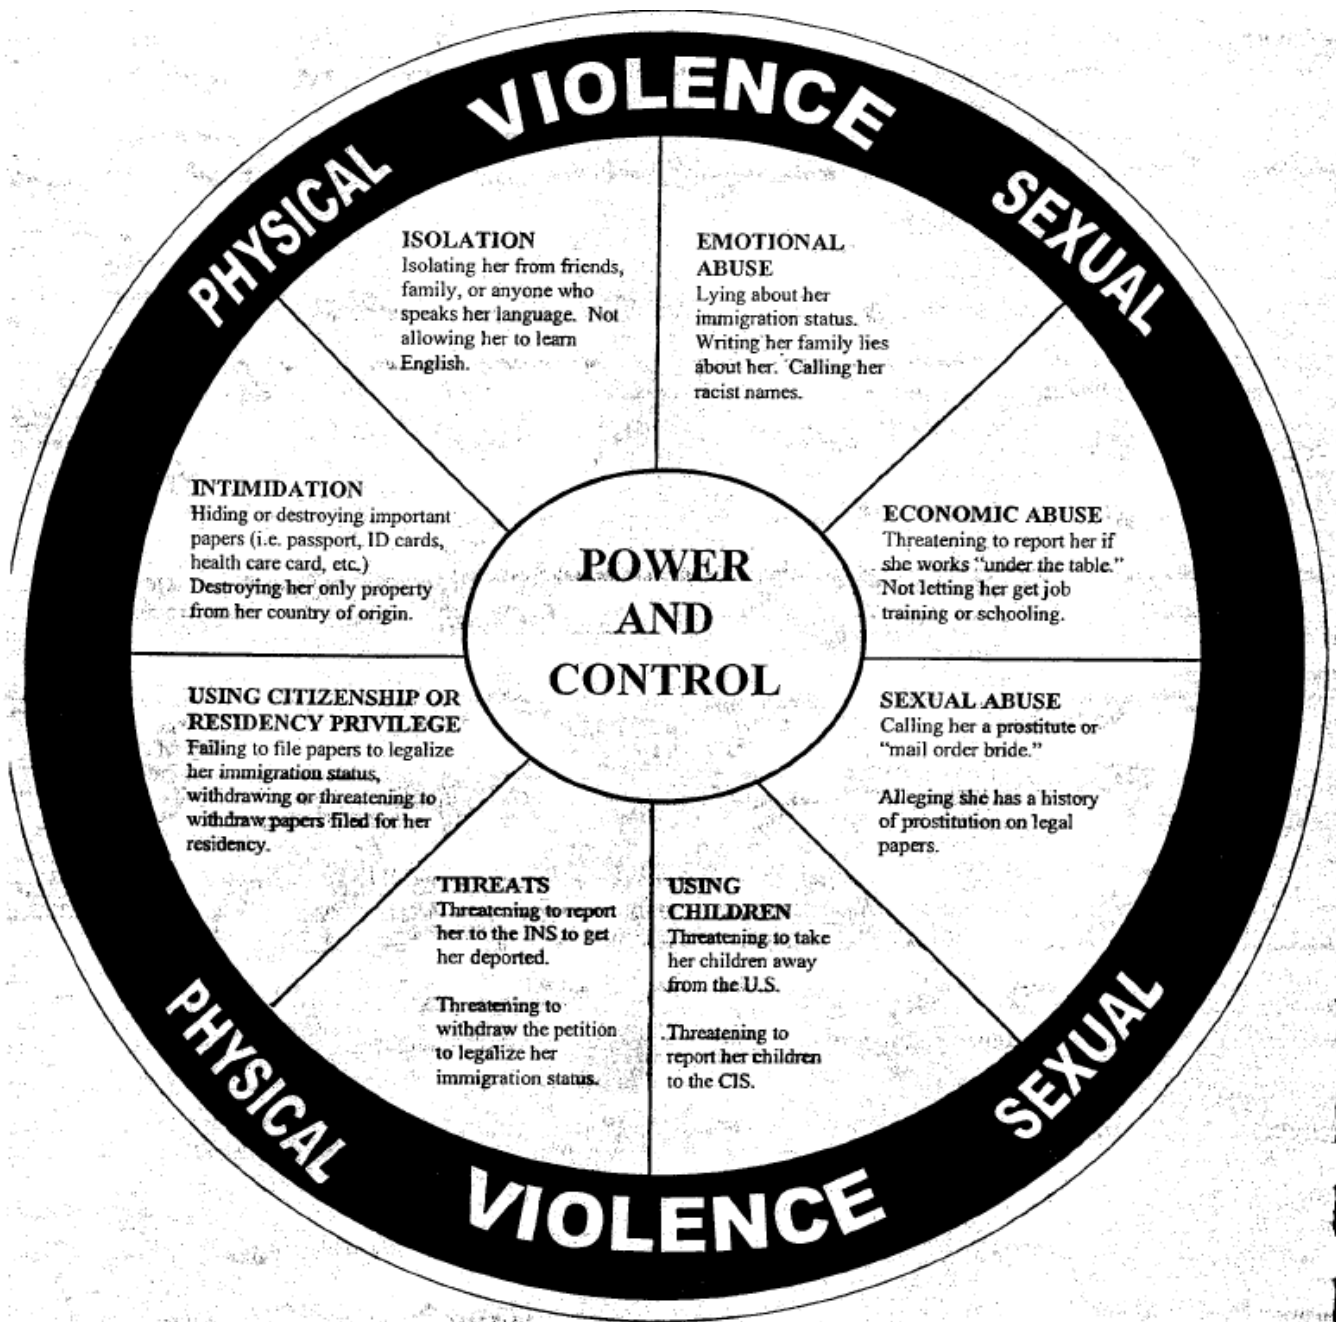 VIOLENCE
PHYSICAL
SEXUAL
ISOLATION
Isolating her from friends,
family, or anyone who
speaks her language. Not
allowing her to learn
English.
EMOTIONAL
ABUSE
Lying about her
immigration status.
Writing her family lies
about her. Calling her
racist names.
INTIMIDATION
Hiding or destroying important
papers (i.e. passport, ID cards,
health care card, etc.)
Destroying her only property
from her country of origin.
ECONOMIC ABUSE
Threatening to report her if
she works "under the table."
Not letting her get job
training or schooling.
POWER
AND
CONTROL
USING CITIZENSHIP OR
RESIDENCY PRIVILEGE
Failing to file papers to legalize
her immigration status,
withdrawing or threatening to
withdraw papers filed for her
residency.
SEXUAL ABUSE
Calling her a prostitute or
"mail order bride."
Alleging she has a history
of prostitution on legal
papers.
THREATS
Threatening to report
her to the INS to get
her deported.
Threatening to
withdraw the petition
to legalize her
immigration status.
USING
CHILDREN
Threatening to take
her children away
from the U.S.
Threatening to
report her children
to the CIS.
PHYSICAL
SEXUAL
VIOLENCE